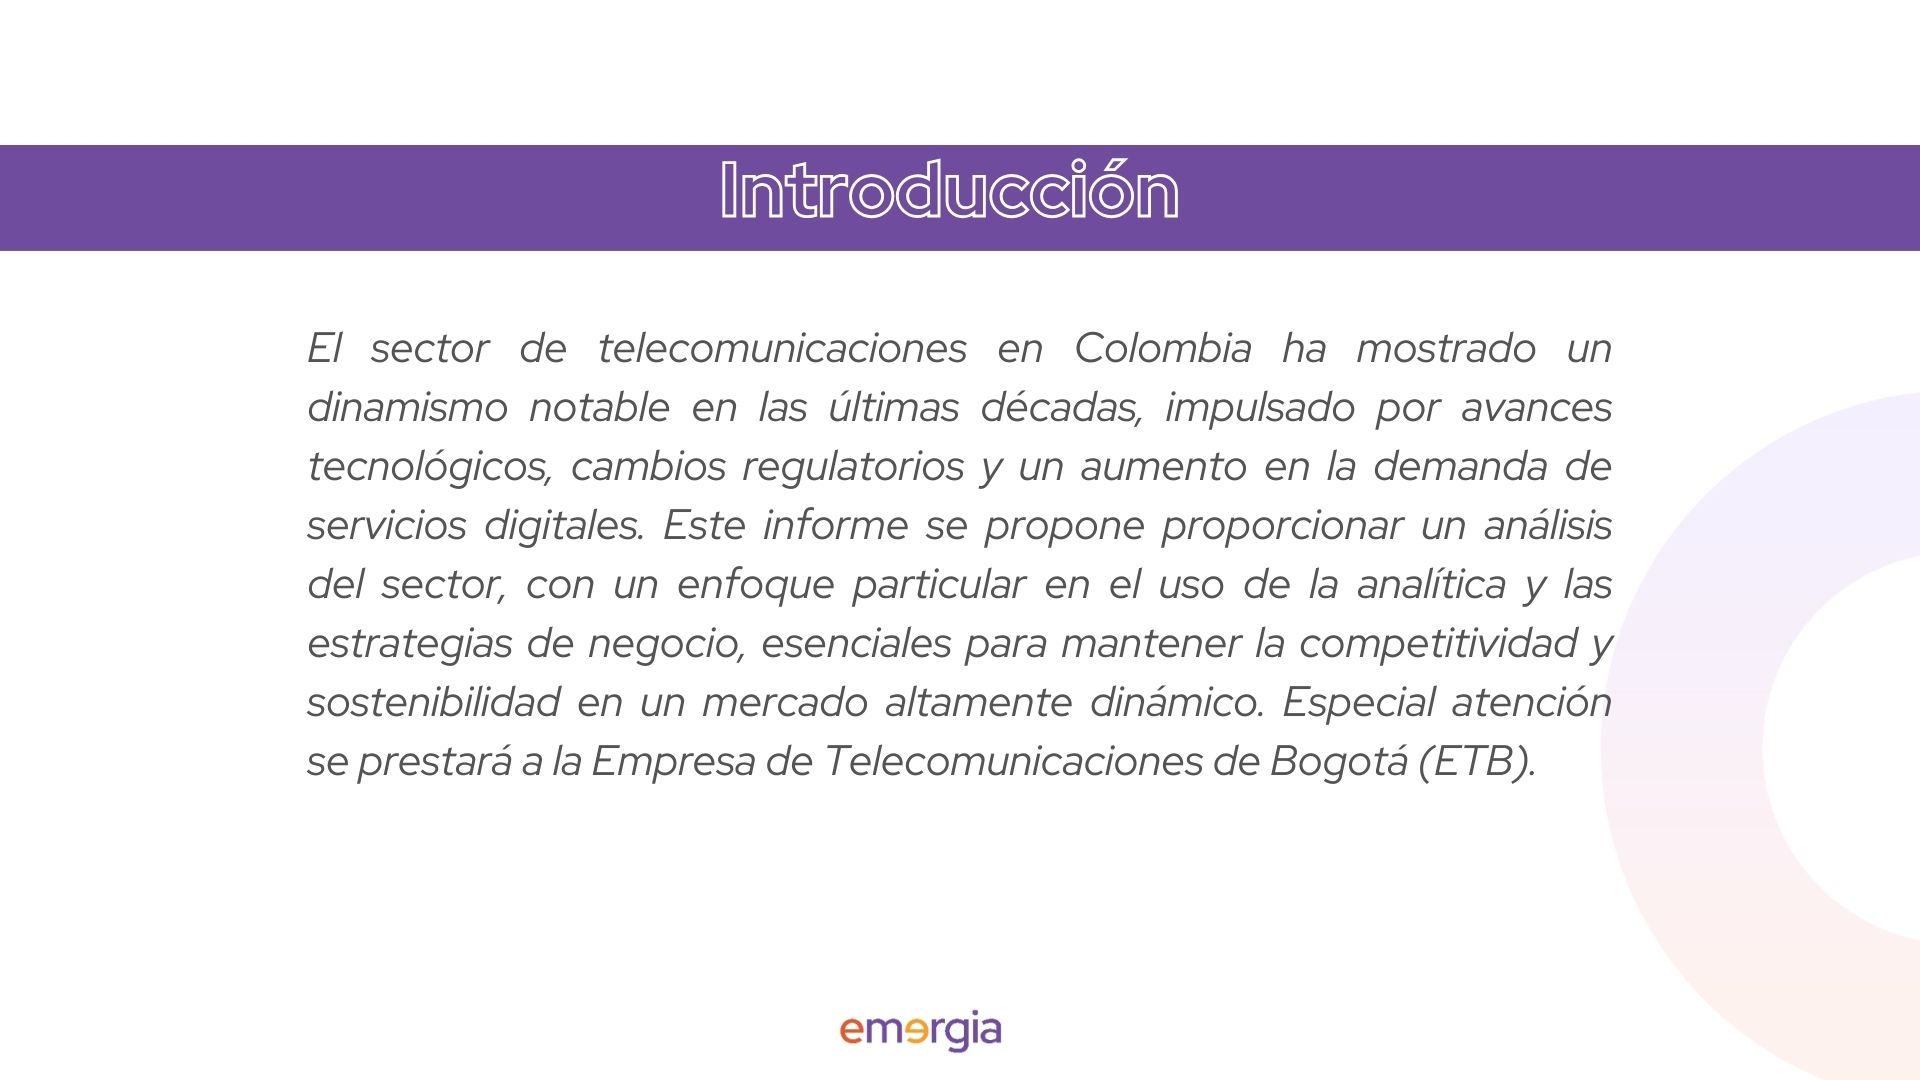 Introducción
El sector de telecomunicaciones en Colombia ha mostrado un
dinamismo notable en las últimas décadas, impulsado por avances
tecnológicos, cambios regulatorios y un aumento en la demanda de
servicios digitales. Este informe se propone proporcionar un análisis
del sector, con un enfoque particular en el uso de la analítica y las
estrategias de negocio, esenciales para mantener la competitividad y
sostenibilidad en un mercado altamente dinámico. Especial atención
se prestará a la Empresa de Telecomunicaciones de Bogotá (ETB).
emergia